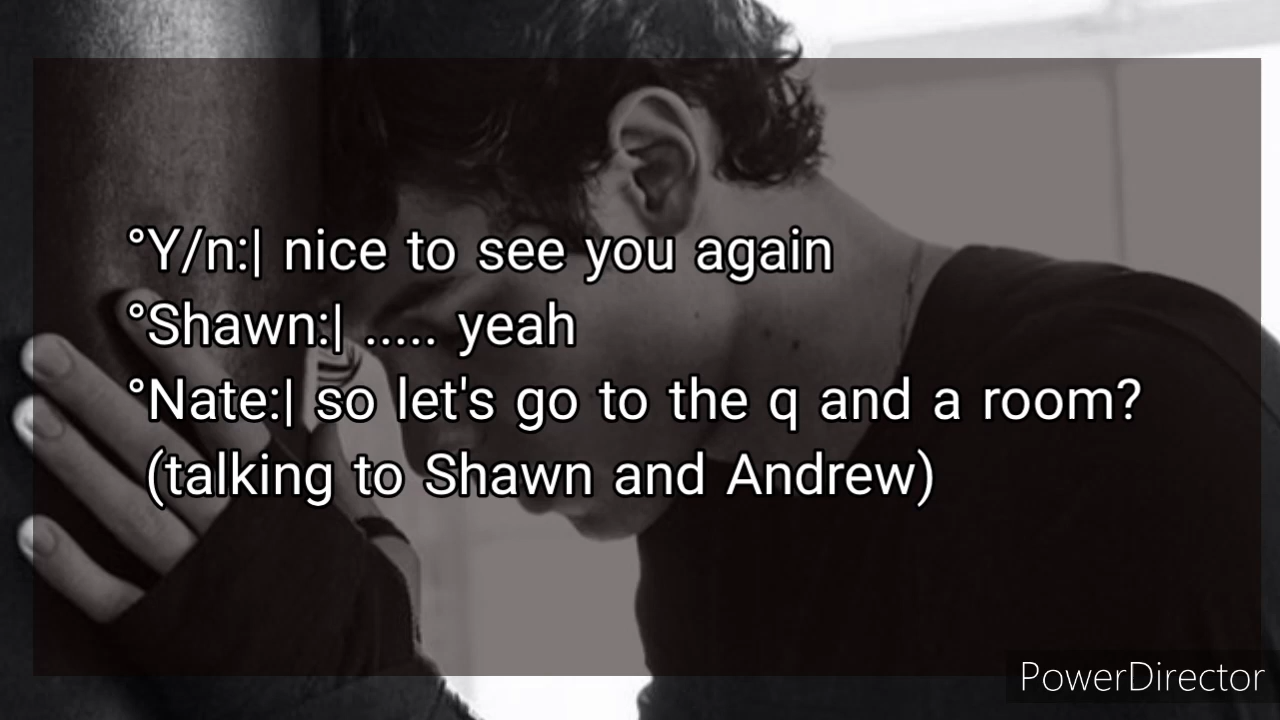 °Y/n:| nice to see you again
°Shawn:| ..... yeah
°Nate:| so let's go to the q and a room?
(talking to Shawn and Andrew)
PowerDirector